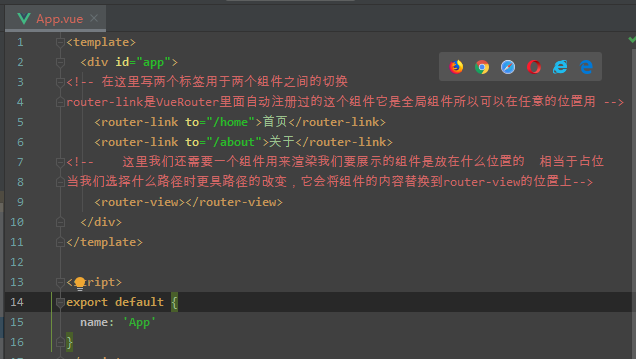 App.vue
1 <template>
2 <div id="app">
3 <!-- 在这里写两个标签用于两个组件之间的切换
4 router-link是VueRouter里面自动注册过的这个组件它是全局组件所以可以在任意的位置用 -->
5 <router-link to="/home">首页</router-link>
6 <router-link to="/about">关于</router-link>
7 <!-- 这里我们还需要一个组件用来渲染我们要展示的组件是放在什么位置的 相当于占位
8 当我们选择什么路径时更具路径的改变，它会将组件的内容替换到router-view的位置上-->
9 <router-view></router-view>
10 </div>
11 </template>
12
13 <script>
14 export default {
15 name: 'App'
16 }